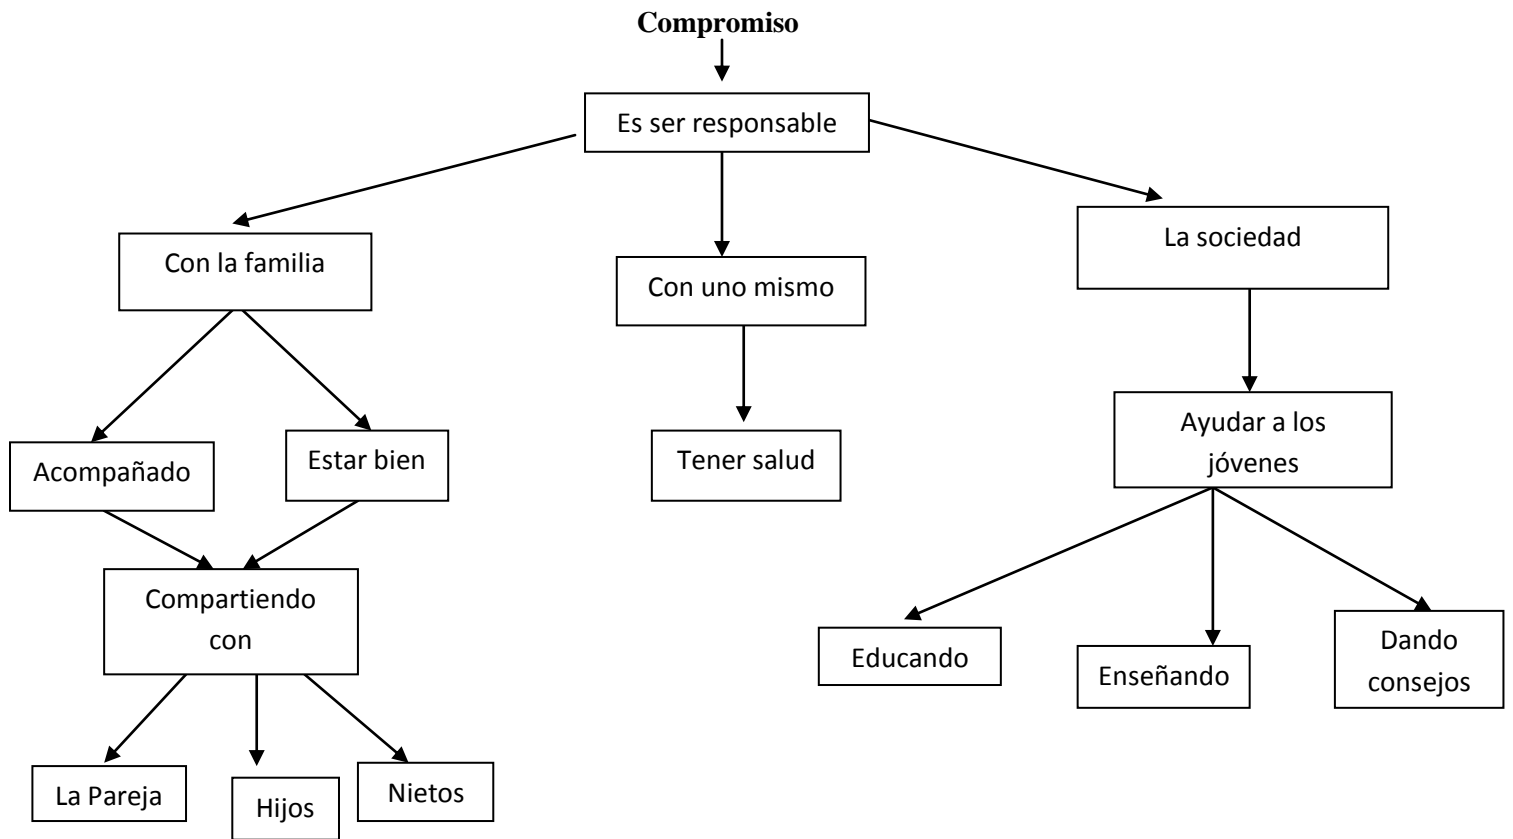 Compromiso
Es ser responsable
Con la familia
Con uno mismo
La sociedad
Acompañado
Estar bien
Tener salud
Ayudar a los
jóvenes
Compartiendo
con
Educando
Enseñando
Dando
consejos
La Pareja
Hijos
Nietos